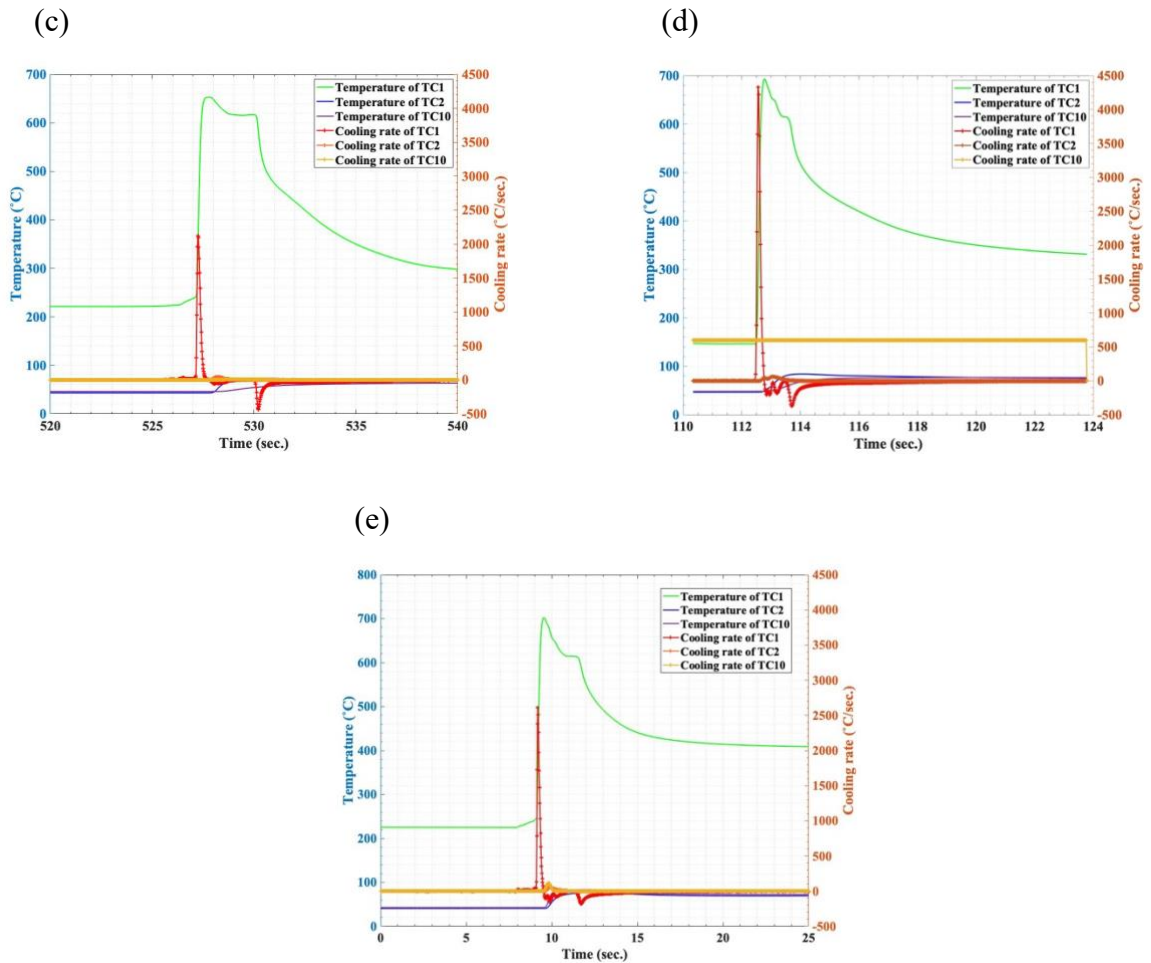 (c)
(d)
700
600
500
400
300
200
100
0
Temperature (°C)
4500
4000
3500
3000
2500
2000
1500
1000
500
0
-500
Cooling rate (°C/sec.)
Temperature of TC1
Temperature of TC2
Temperature of TC10
Cooling rate of TC1
Cooling rate of TC2
Cooling rate of TC10
520 525 530 535 540
Time (sec.)
700
600
500
400
300
200
100
0
Temperature (°C)
4500
4000
3500
3000
2500
2000
1500
1000
500
0
-500
Cooling rate (°C/sec.)
Temperature of TC1
Temperature of TC2
Temperature of TC10
Cooling rate of TC1
Cooling rate of TC2
Cooling rate of TC10
110 112 114 116 118 120 122 124
Time (sec.)
(e)
800
700
600
500
400
300
200
100
0
Temperature (°C)
4500
4000
3500
3000
2500
2000
1500
1000
500
0
-500
Cooling rate (°C/sec.)
Temperature of TC1
Temperature of TC2
Temperature of TC10
Cooling rate of TC1
Cooling rate of TC2
Cooling rate of TC10
0 5 10 15 20 25
Time (sec.)